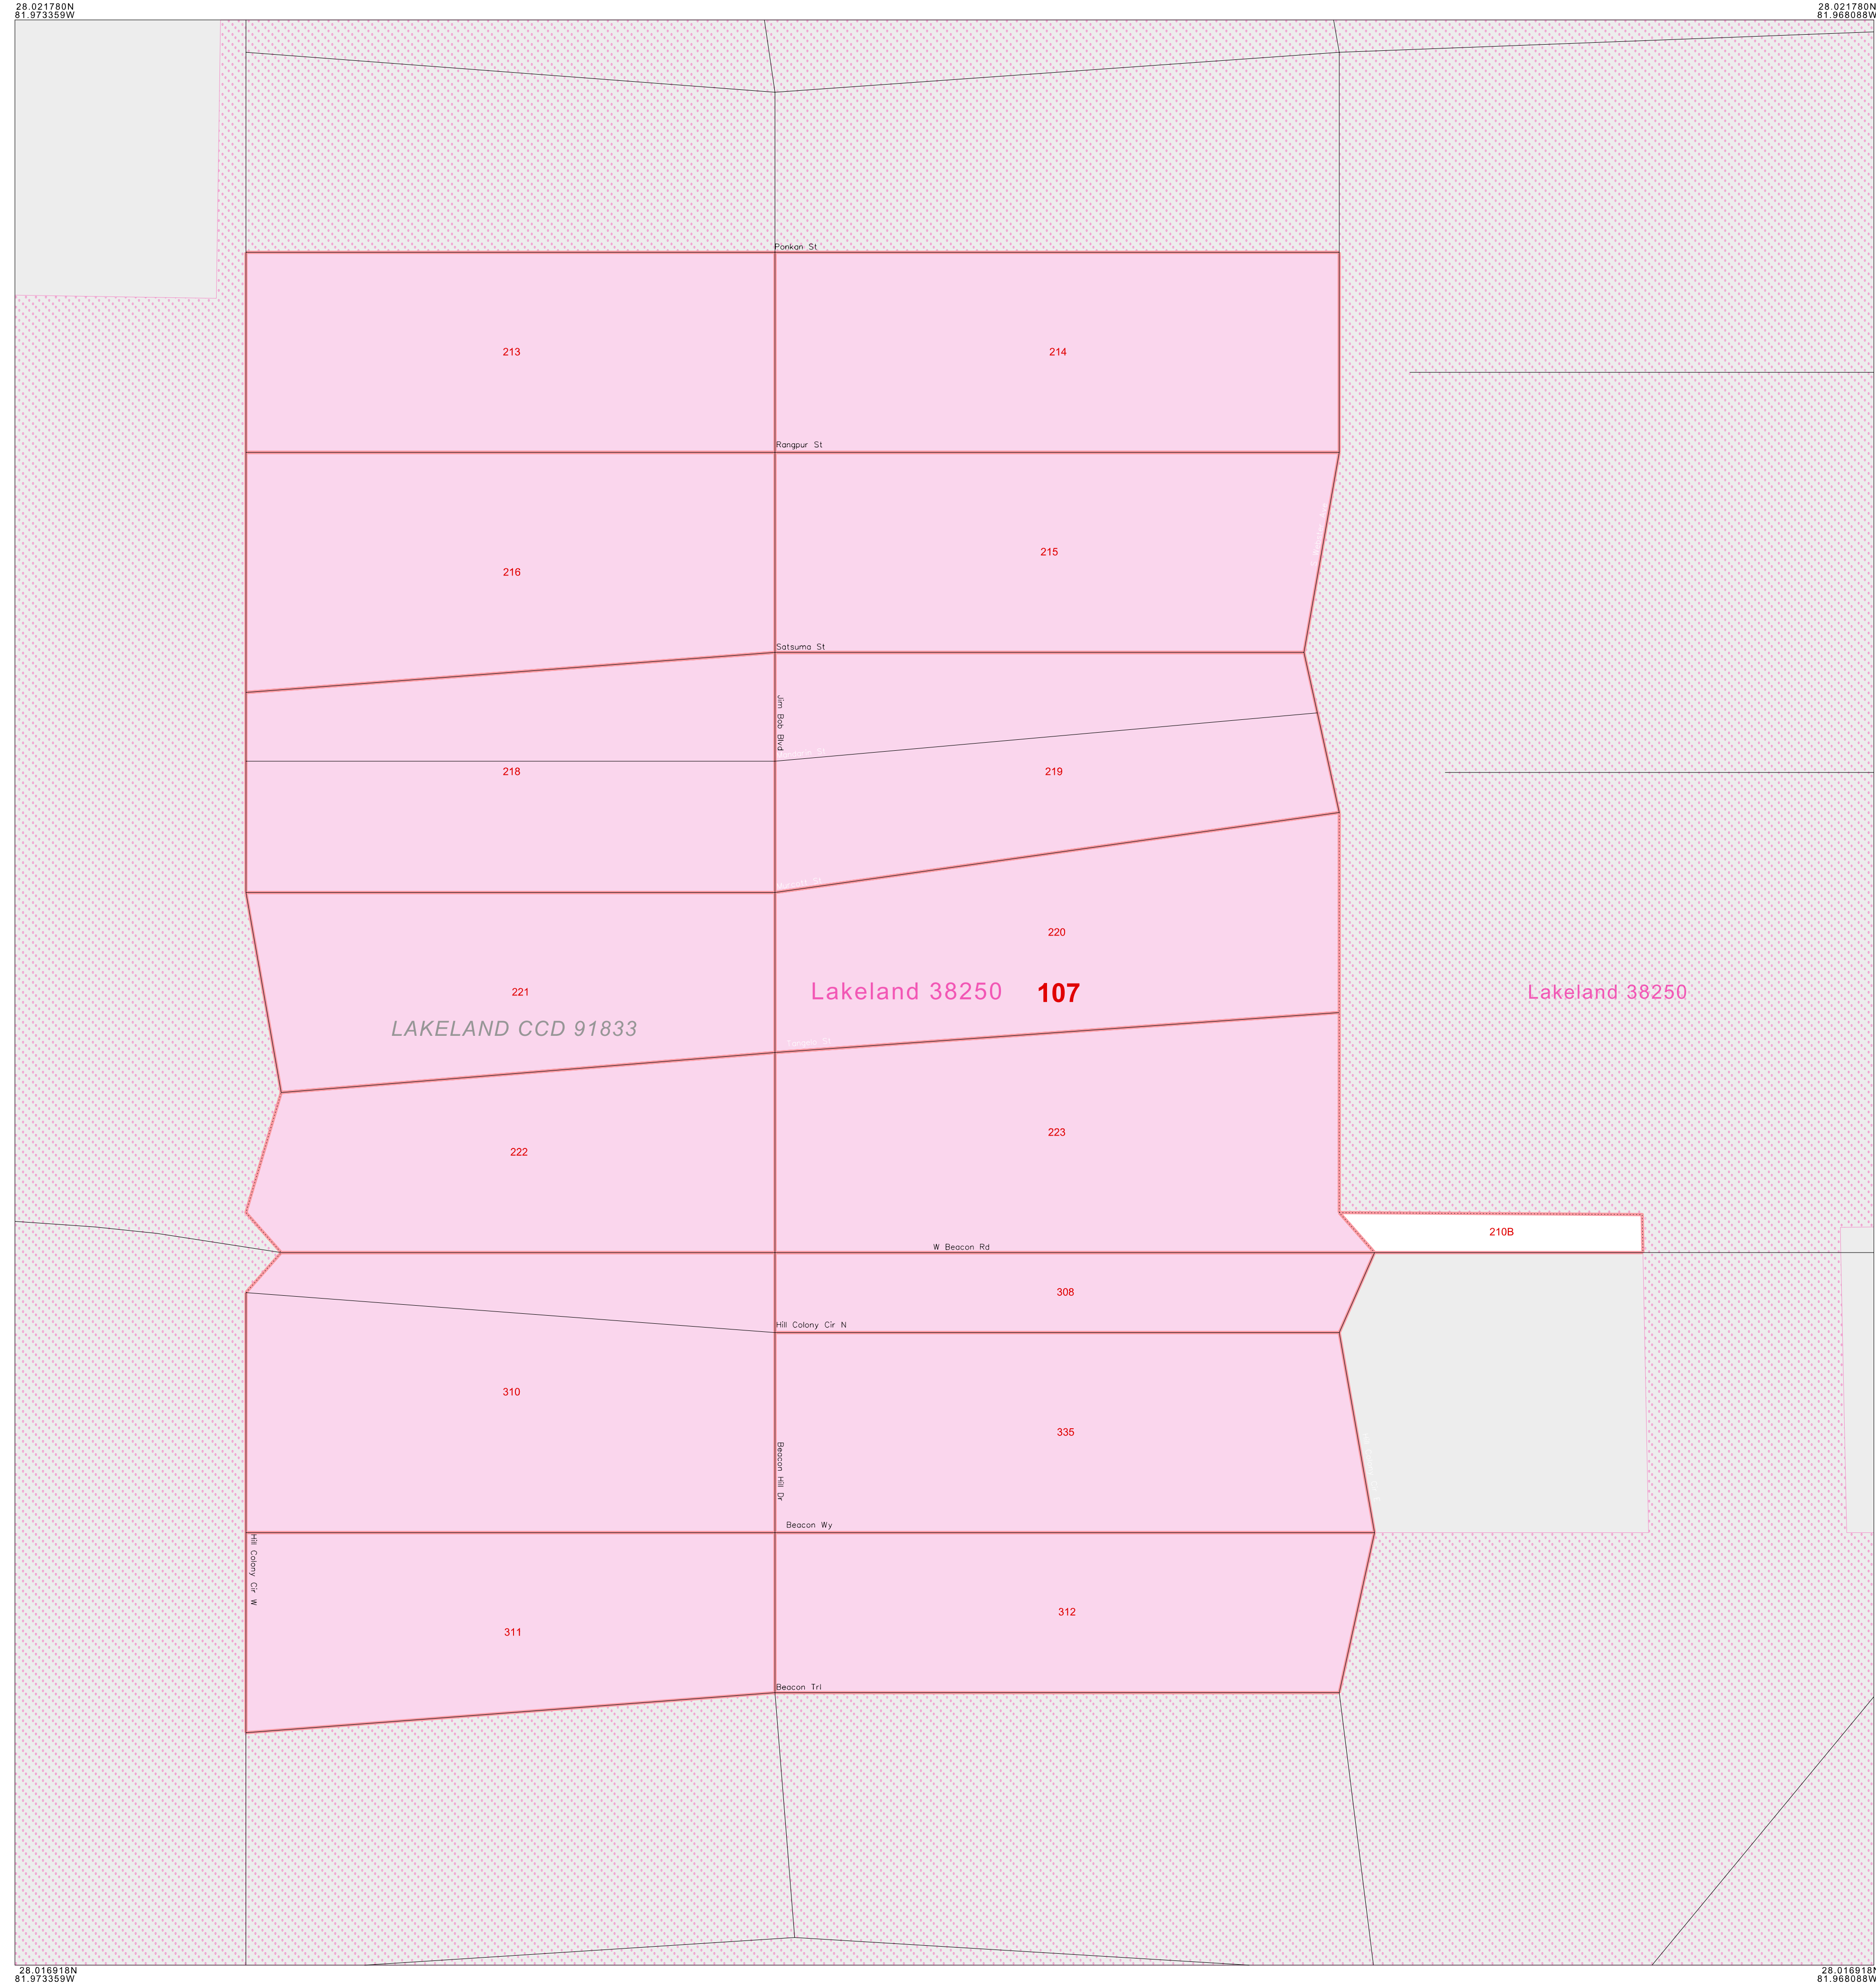 28.021780N
81.973359W
28.021780N
81.968088W
Ponkan St
213
214
Rangpur St
216
215
Satsuma St
Jim Bob Blvd
218
219
220
221
Lakeland 38250
107
Lakeland 38250
LAKELAND CCD 91833
Tangelo St
222
223
210B
W Beacon Rd
308
Hill Colony Cir N
310
335
Beacon Hill Dr
Beacon Wy
Hill Colony Cir W
311
312
Beacon Trl
28.016918N
81.973359W
28.016918N
81.968088W